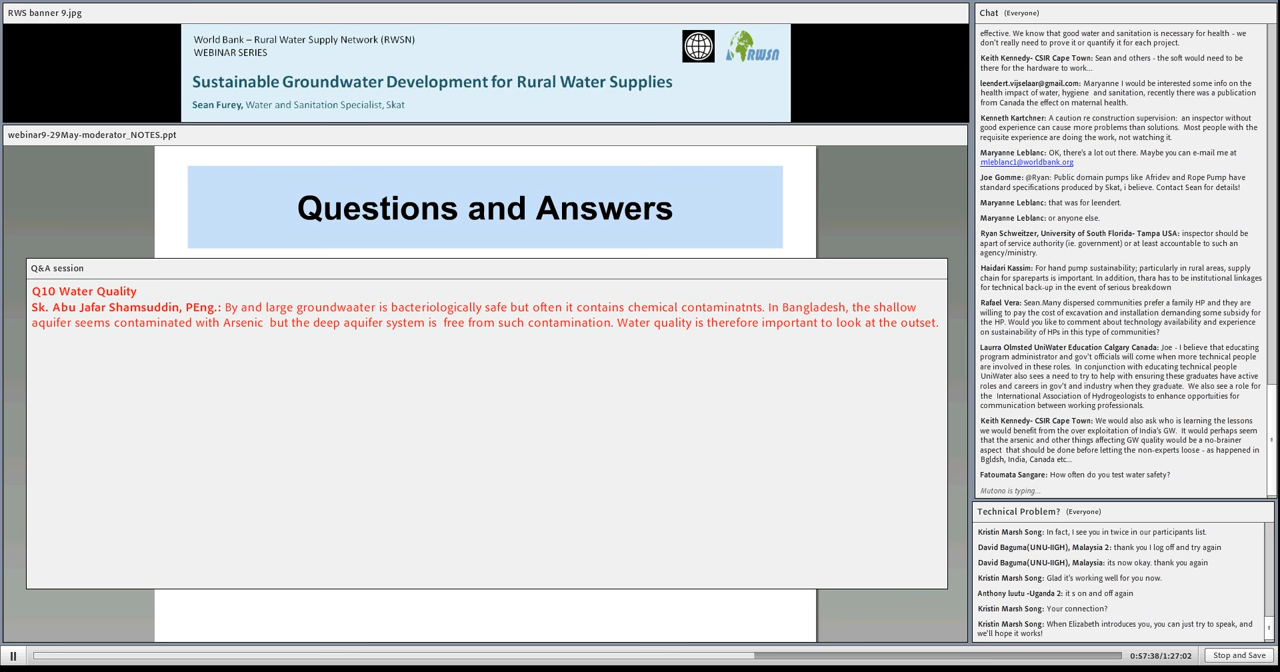 RWS banner 9.jpg
World Bank – Rural Water Supply Network (RWSN)
WEBINAR SERIES
RWSN
Sustainable Groundwater Development for Rural Water Supplies
Sean Furey, Water and Sanitation Specialist, Skat
webinar9-29May-moderator_NOTES.ppt
Questions and Answers
Q&A session
Q10 Water Quality
Sk. Abu Jafar Shamsuddin, PEng.: By and large groundwaater is bacteriologically safe but often it contains chemical contaminatnts. In Bangladesh, the shallow
aquifer seems contaminated with Arsenic but the deep aquifer system is free from such contamination. Water quality is therefore important to look at the outset.
Chat (Everyone)
effective. We know that good water and sanitation is necessary for health - we
don't really need to prove it or quantify it for each project.
Keith Kennedy- CSIR Cape Town: Sean and others - the soft would need to be
there for the hardware to work...
leendert.vijselaar@gmail.com: Maryanne I would be interested some info on the
health impact of water, hygiene and sanitation, recently there was a publication
from Canada the effect on maternal health.
Kenneth Kartchner: A caution re construction supervision: an inspector without
good experience can cause more problems than solutions. Most people with the
requisite experience are doing the work, not watching it.
Maryanne Leblanc: OK, there's a lot out there. Maybe you can e-mail me at
mleblanc1@worldbank.org
Joe Gomme: @Ryan: Public domain pumps like Afridev and Rope Pump have
standard specifications produced by Skat, i believe. Contact Sean for details!
Maryanne Leblanc: that was for leendert.
Maryanne Leblanc: or anyone else.
Ryan Schweitzer, University of South Florida- Tampa USA: inspector should be
apart of service authority (ie. government) or at least accountable to such an
agency/ministry.
Haidari Kassim: For hand pump sustainability; particularly in rural areas, supply
chain for spareparts is important. In addition, thara has to be institutional linkages
for technical back-up in the event of serious breakdown
Rafael Vera: Sean.Many dispersed communities prefer a family HP and they are
willing to pay the cost of excavation and installation demanding some subsidy for
the HP. Would you like to comment about technology availability and experience
on sustainability of HPs in this type of communities?
Laurra Olmsted UniWater Education Calgary Canada: Joe - I believe that educating
program administrator and gov't officials will come when more technical people
are involved in these roles. In conjunction with educating technical people
UniWater also sees a need to try to help with ensuring these graduates have active
roles and careers in gov't and industry when they graduate. We also see a role for
the International Association of Hydrogeologists to enhance opportuities for
communication between working professionals.
Keith Kennedy- CSIR Cape Town: We would also ask who is learning the lessons
we would benefit from the over exploitation of India's GW. It would perhaps seem
that the arsenic and other things affecting GW quality would be a no-brainer
aspect that should be done before letting the non-experts loose - as happened in
Bgldsh, India, Canada etc...
Fatoumata Sangare: How often do you test water safety?
Mutono is typing...
Technical Problem? (Everyone)
Kristin Marsh Song: In fact, I see you in twice in our participants list.
David Baguma(UNU-IIGH), Malaysia 2: thank you I log off and try again
David Baguma(UNU-IIGH), Malaysia: its now okay. thank you again
Kristin Marsh Song: Glad it's working well for you now.
Anthony luutu -Uganda 2: it s on and off again
Kristin Marsh Song: Your connection?
Kristin Marsh Song: When Elizabeth introduces you, you can just try to speak, and
we'll hope it works!
0:57:38/1:27:02
Stop and Save